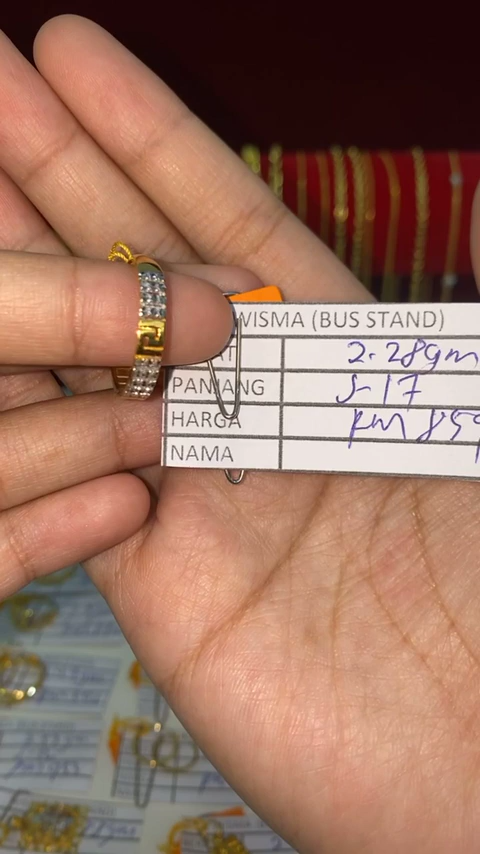 WISMA (BUS STAND)
2.28gm
PANJANG S-17
HARGA RM 859
NAMA